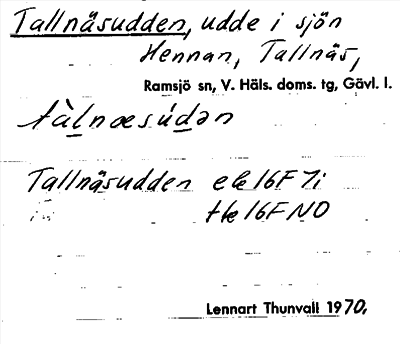 Tallnäsudden, udde i sjön
Hennan, Tallnäs,
Ramsjö sn, V. Häls. doms. tg, Gävl. l.
tàlnæsúdən
Tallnäsudden ek 16F 7i
tk 16F NO
Lennart Thunvall 1970,